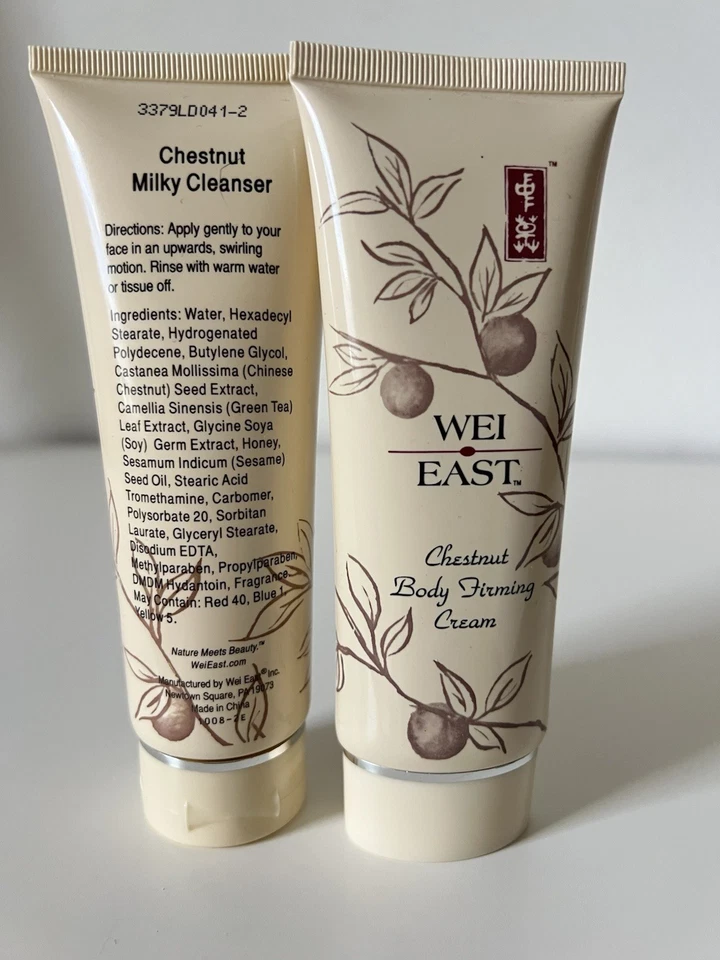 3379LD041-2
Chestnut
Milky Cleanser
Directions: Apply gently to your
face in an upwards, swirling
motion. Rinse with warm water
or tissue off.
Ingredients: Water, Hexadecyl
Stearate, Hydrogenated
Polydecene, Butylene Glycol,
Castanea Mollissima (Chinese
Chestnut) Seed Extract,
Camellia Sinensis (Green Tea)
Leaf Extract, Glycine Soya
(Soy) Germ Extract, Honey,
Sesamum Indicum (Sesame)
Seed Oil, Stearic Acid
Tromethamine, Carbomer,
Polysorbate 20, Sorbitan
Laurate, Glyceryl Stearate,
Disodium EDTA,
Methylparaben, Propylparaben,
DMDM Hydantoin, Fragrance.
May Contain: Red 40, Blue 1,
Yellow 5.
Nature Meets Beauty.™
WeiEast.com
Manufactured by Wei East® Inc.
Newtown Square, PA 19073
Made in China
1008-2E
™
WEI
EAST™
Chestnut
Body Firming
Cream